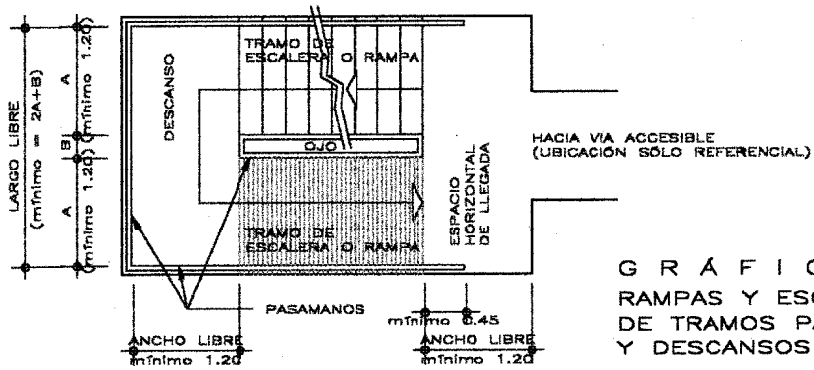 LARGO LIBRE
(mínimo = 2A+B)
A
(mínimo 1.20)
B
A
(mínimo 1.20)
DESCANSO
TRAMO DE
ESCALERA O RAMPA
OJO
TRAMO DE
ESCALERA O RAMPA
ESPACIO
HORIZONTAL
DE LLEGADA
HACIA VIA ACCESIBLE
(UBICACIÓN SÓLO REFERENCIAL)
PASAMANOS
mínimo 0.45
ANCHO LIBRE
mínimo 1.20
ANCHO LIBRE
mínimo 1.20
GRÁFIC
RAMPAS Y ESC
DE TRAMOS PA
Y DESCANSOS